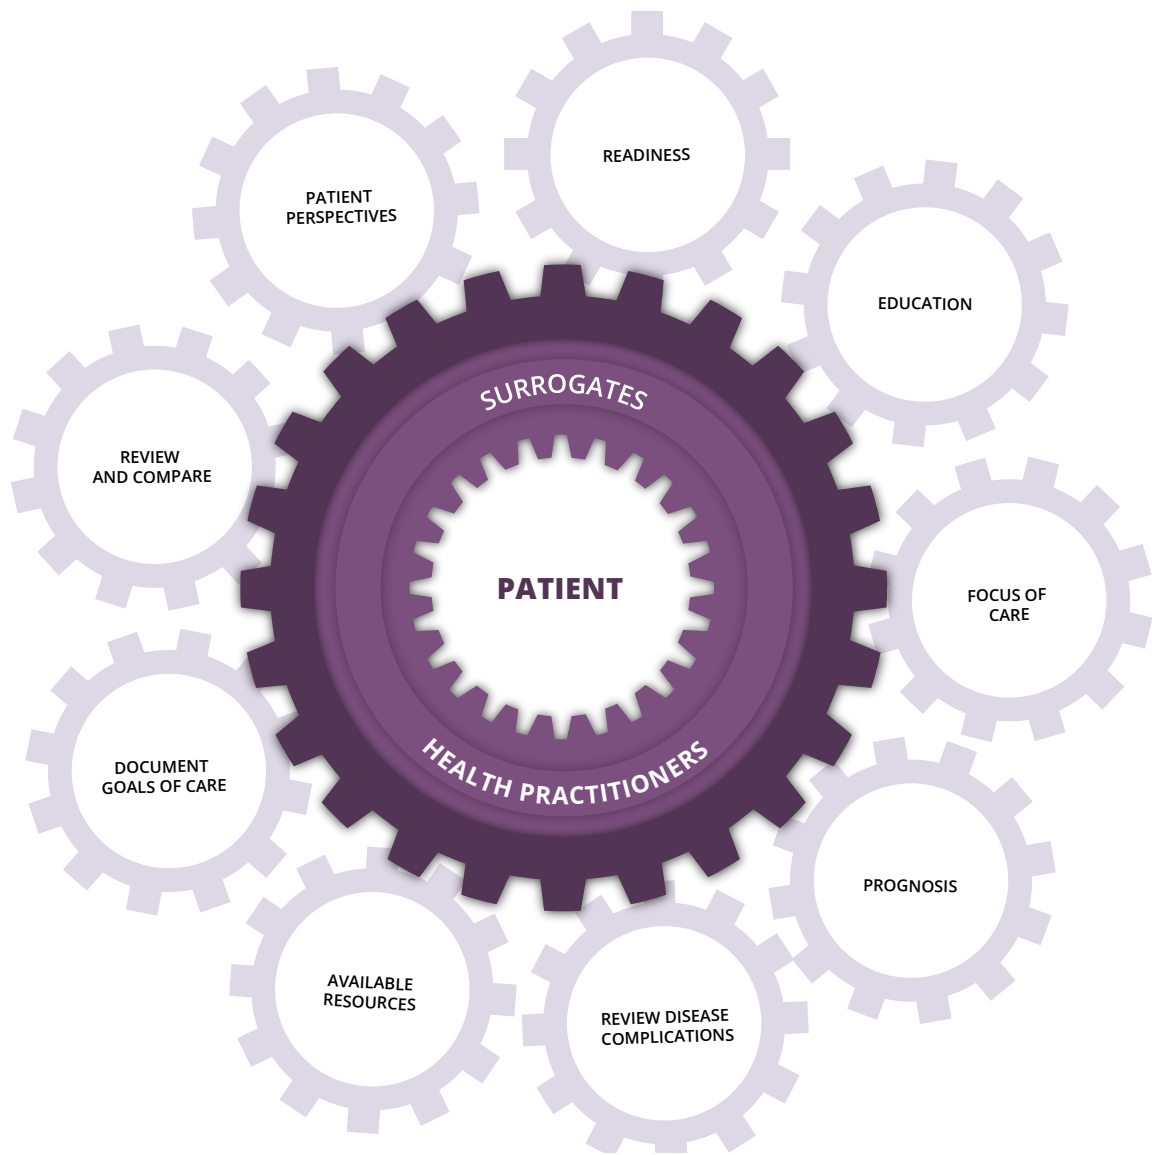 READINESS
PATIENT
PERSPECTIVES
EDUCATION
SURROGATES
REVIEW
AND COMPARE
PATIENT
FOCUS OF
CARE
HEALTH PRACTITIONERS
DOCUMENT
GOALS OF CARE
PROGNOSIS
AVAILABLE
RESOURCES
REVIEW DISEASE
COMPLICATIONS